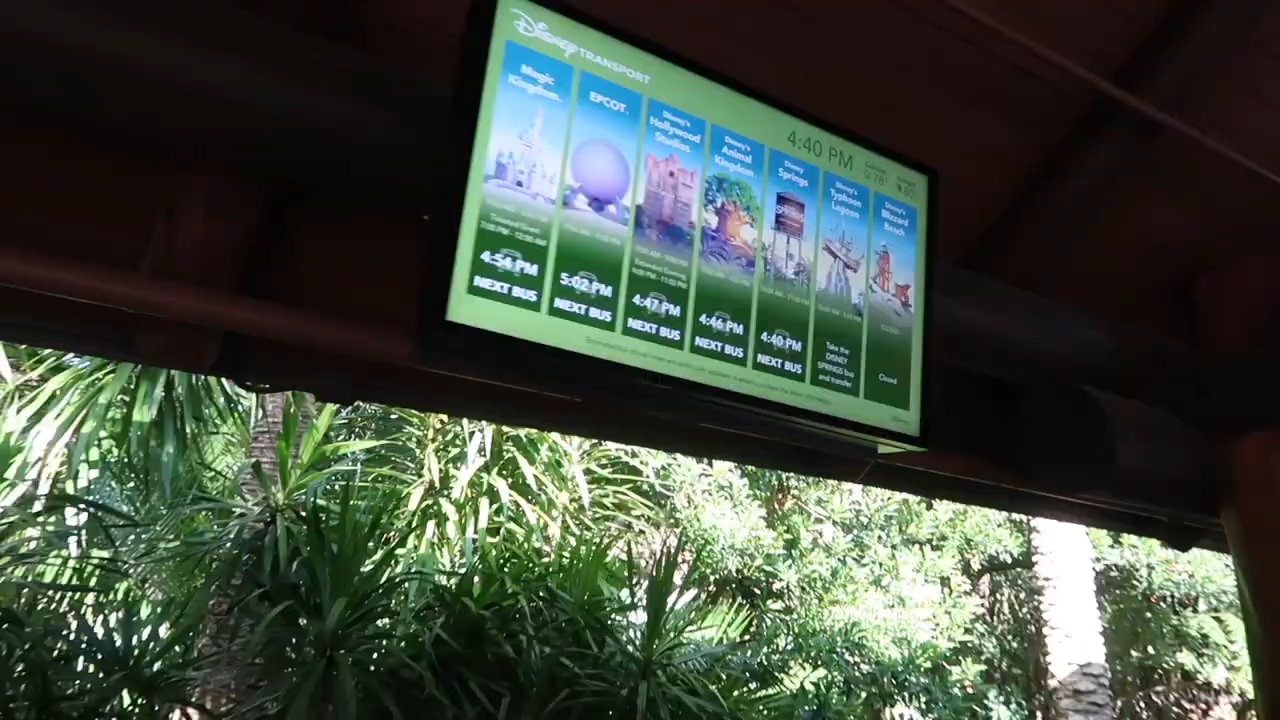 Disney TRANSPORT
4:40 PM
Magic
Kingdom
4:54 PM
NEXT BUS
EPCOT
5:02 PM
NEXT BUS
Disney's
Hollywood
Studios
4:47 PM
NEXT BUS
Disney's
Animal
Kingdom
4:46 PM
NEXT BUS
Disney
Springs
4:40 PM
NEXT BUS
Disney's
Typhoon
Lagoon
Take the
DISNEY
SPRINGS bus
and transfer
Disney's
Blizzard
Beach
Closed